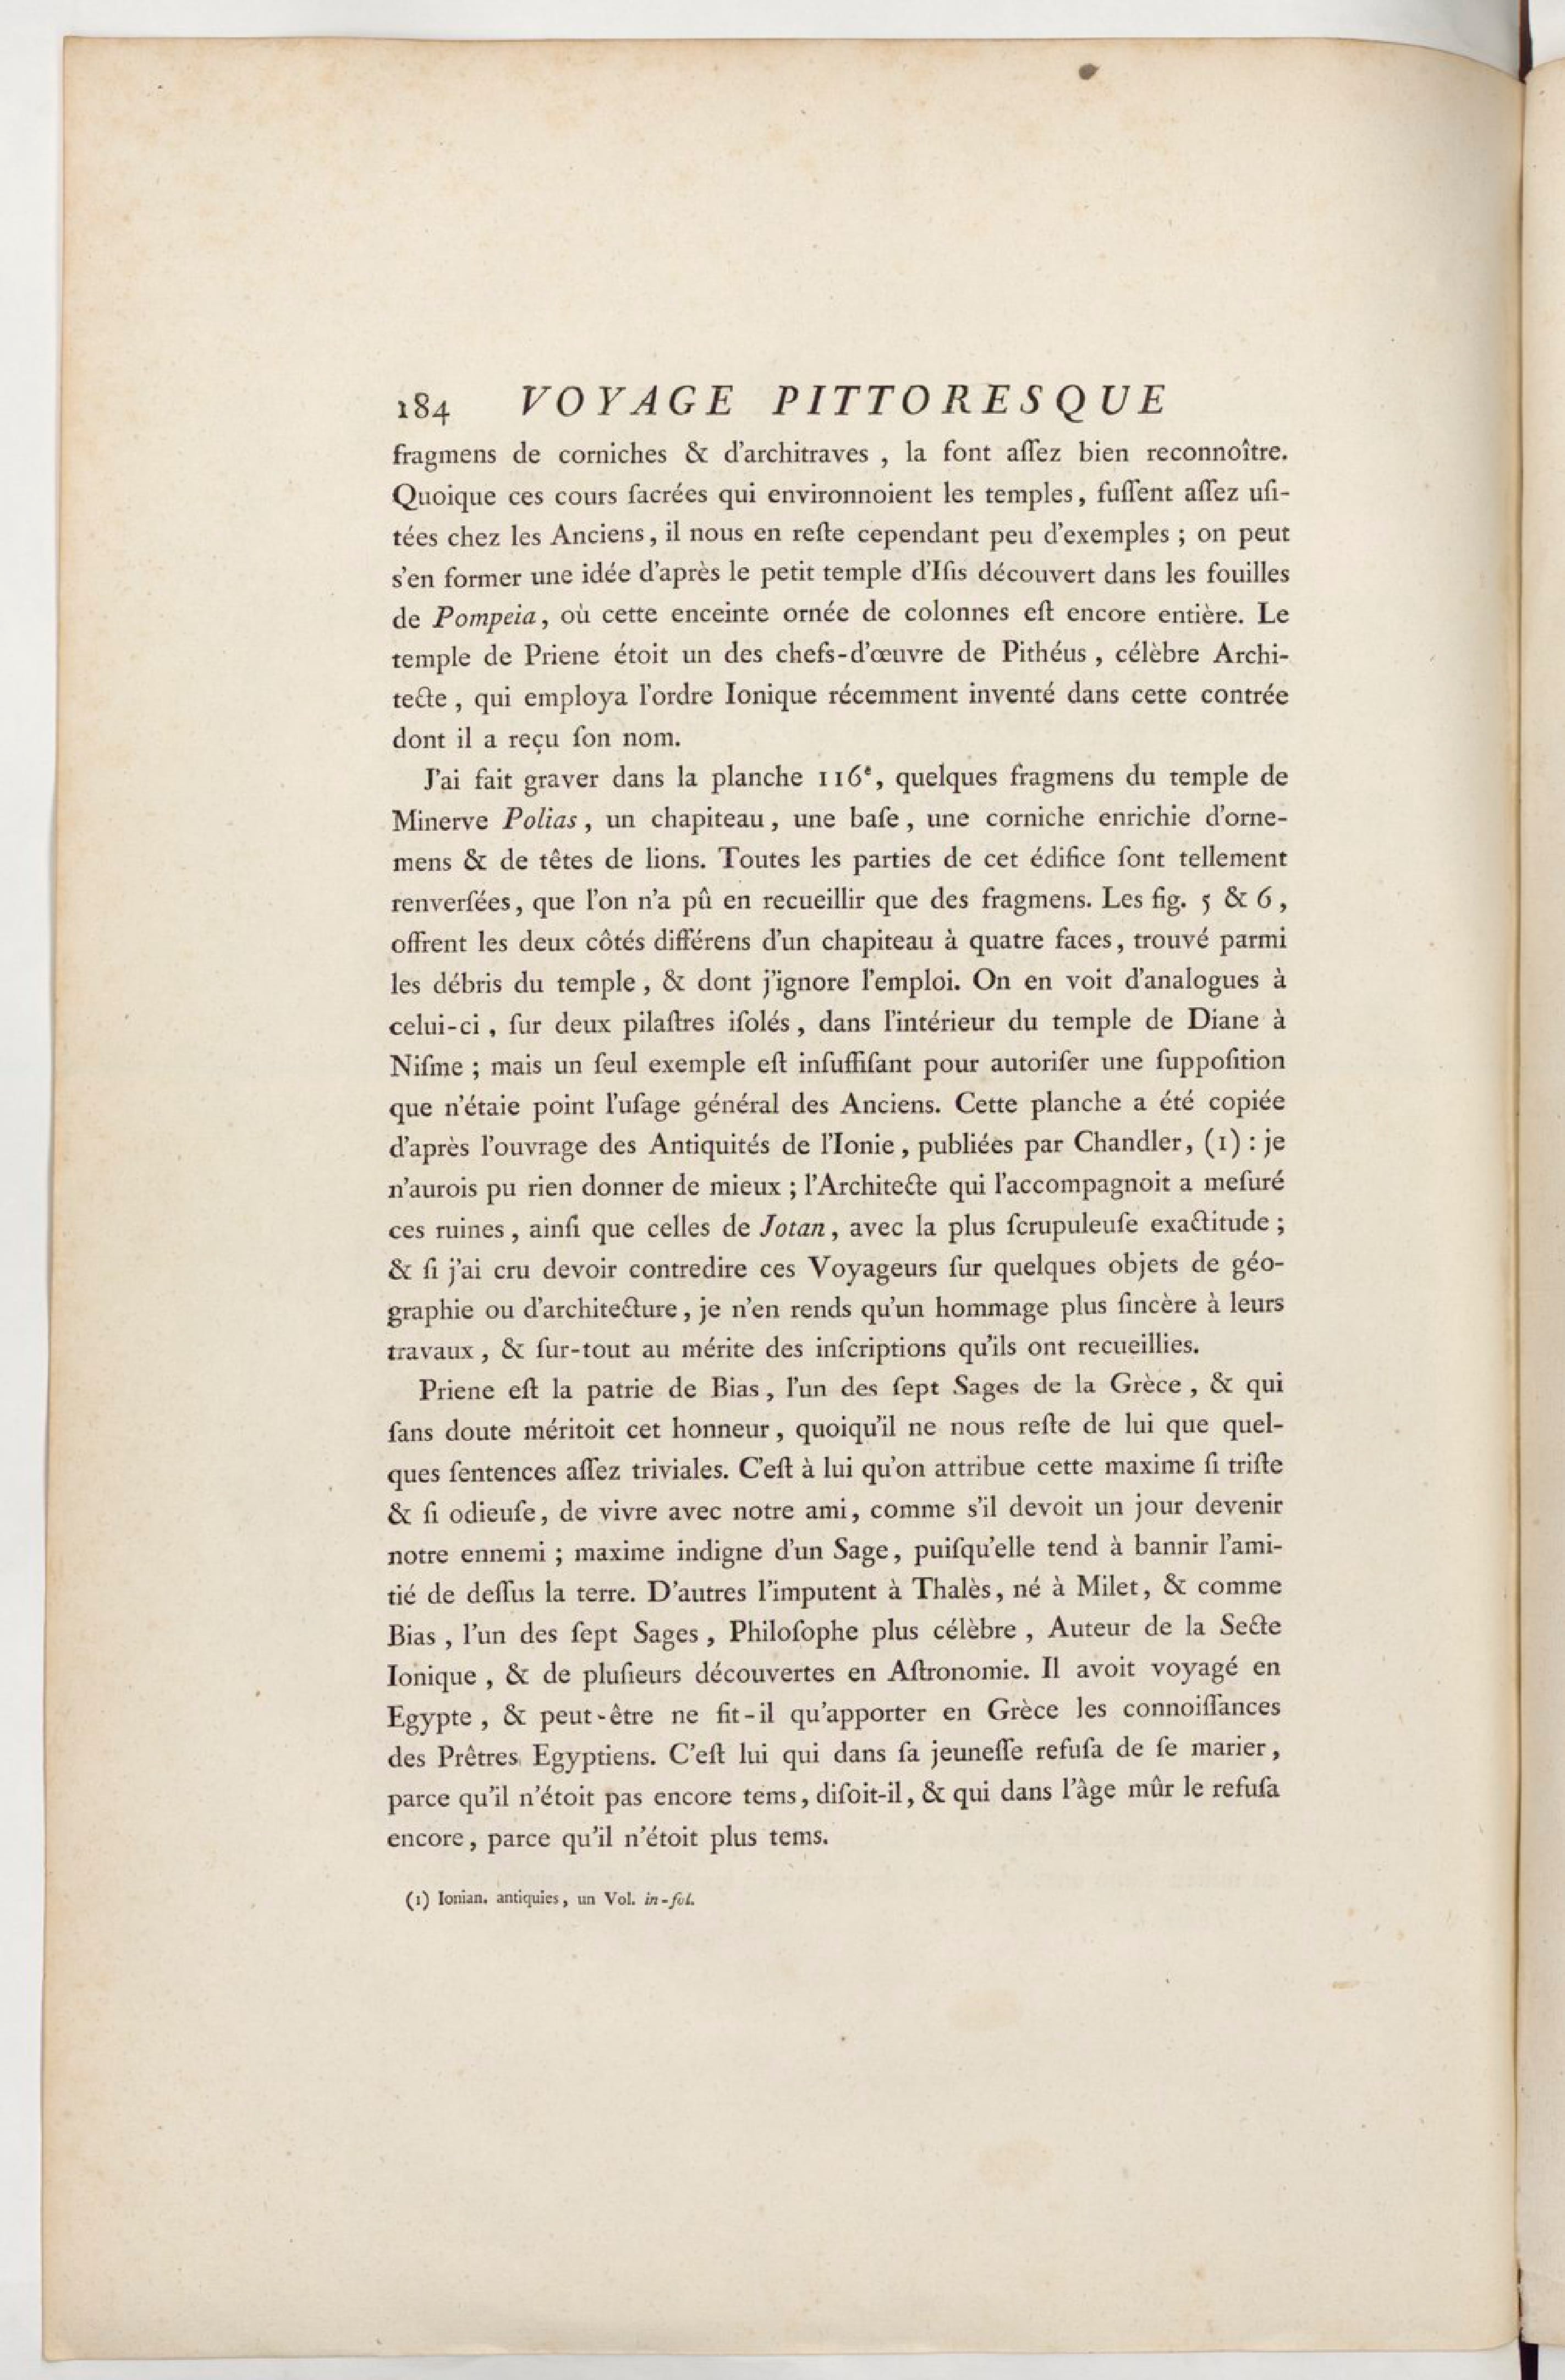 184 VOYAGE PITTORESQUE
fragmens de corniches & d'architraves , la font aſſez bien reconnoître.
Quoique ces cours ſacrées qui environnoient les temples, fuſſent aſſez uſi-
tées chez les Anciens, il nous en reſte cependant peu d'exemples ; on peut
s'en former une idée d'après le petit temple d'Iſis découvert dans les fouilles
de Pompeia, où cette enceinte ornée de colonnes eſt encore entière. Le
temple de Priene étoit un des chefs-d'œuvre de Pithéus , célèbre Archi-
tecte , qui employa l'ordre Ionique récemment inventé dans cette contrée
dont il a reçu ſon nom.
J'ai fait graver dans la planche 116ᵉ, quelques fragmens du temple de
Minerve Polias, un chapiteau, une baſe, une corniche enrichie d'orne-
mens & de têtes de lions. Toutes les parties de cet édifice ſont tellement
renverſées, que l'on n'a pû en recueillir que des fragmens. Les fig. 5 & 6,
offrent les deux côtés différens d'un chapiteau à quatre faces, trouvé parmi
les débris du temple, & dont j'ignore l'emploi. On en voit d'analogues à
celui-ci, ſur deux pilaſtres iſolés, dans l'intérieur du temple de Diane à
Niſme ; mais un ſeul exemple eſt inſuffiſant pour autoriſer une ſuppoſition
que n'étaie point l'uſage général des Anciens. Cette planche a été copiée
d'après l'ouvrage des Antiquités de l'Ionie, publiées par Chandler, (1) : je
n'aurois pu rien donner de mieux ; l'Architecte qui l'accompagnoit a meſuré
ces ruines, ainſi que celles de Jotan, avec la plus ſcrupuleuſe exactitude ;
& ſi j'ai cru devoir contredire ces Voyageurs ſur quelques objets de géo-
graphie ou d'architecture, je n'en rends qu'un hommage plus ſincère à leurs
travaux, & ſur-tout au mérite des inſcriptions qu'ils ont recueillies.
Priene eſt la patrie de Bias, l'un des ſept Sages de la Grèce, & qui
ſans doute méritoit cet honneur, quoiqu'il ne nous reſte de lui que quel-
ques ſentences aſſez triviales. C'eſt à lui qu'on attribue cette maxime ſi triſte
& ſi odieuſe, de vivre avec notre ami, comme s'il devoit un jour devenir
notre ennemi ; maxime indigne d'un Sage, puiſqu'elle tend à bannir l'ami-
tié de deſſus la terre. D'autres l'imputent à Thalès, né à Milet, & comme
Bias, l'un des ſept Sages, Philoſophe plus célèbre, Auteur de la Secte
Ionique, & de pluſieurs découvertes en Aſtronomie. Il avoit voyagé en
Egypte, & peut-être ne fit-il qu'apporter en Grèce les connoiſſances
des Prêtres Egyptiens. C'eſt lui qui dans ſa jeuneſſe refuſa de ſe marier,
parce qu'il n'étoit pas encore tems, diſoit-il, & qui dans l'âge mûr le refuſa
encore, parce qu'il n'étoit plus tems.
(1) Ionian. antiquies, un Vol. in-fol.